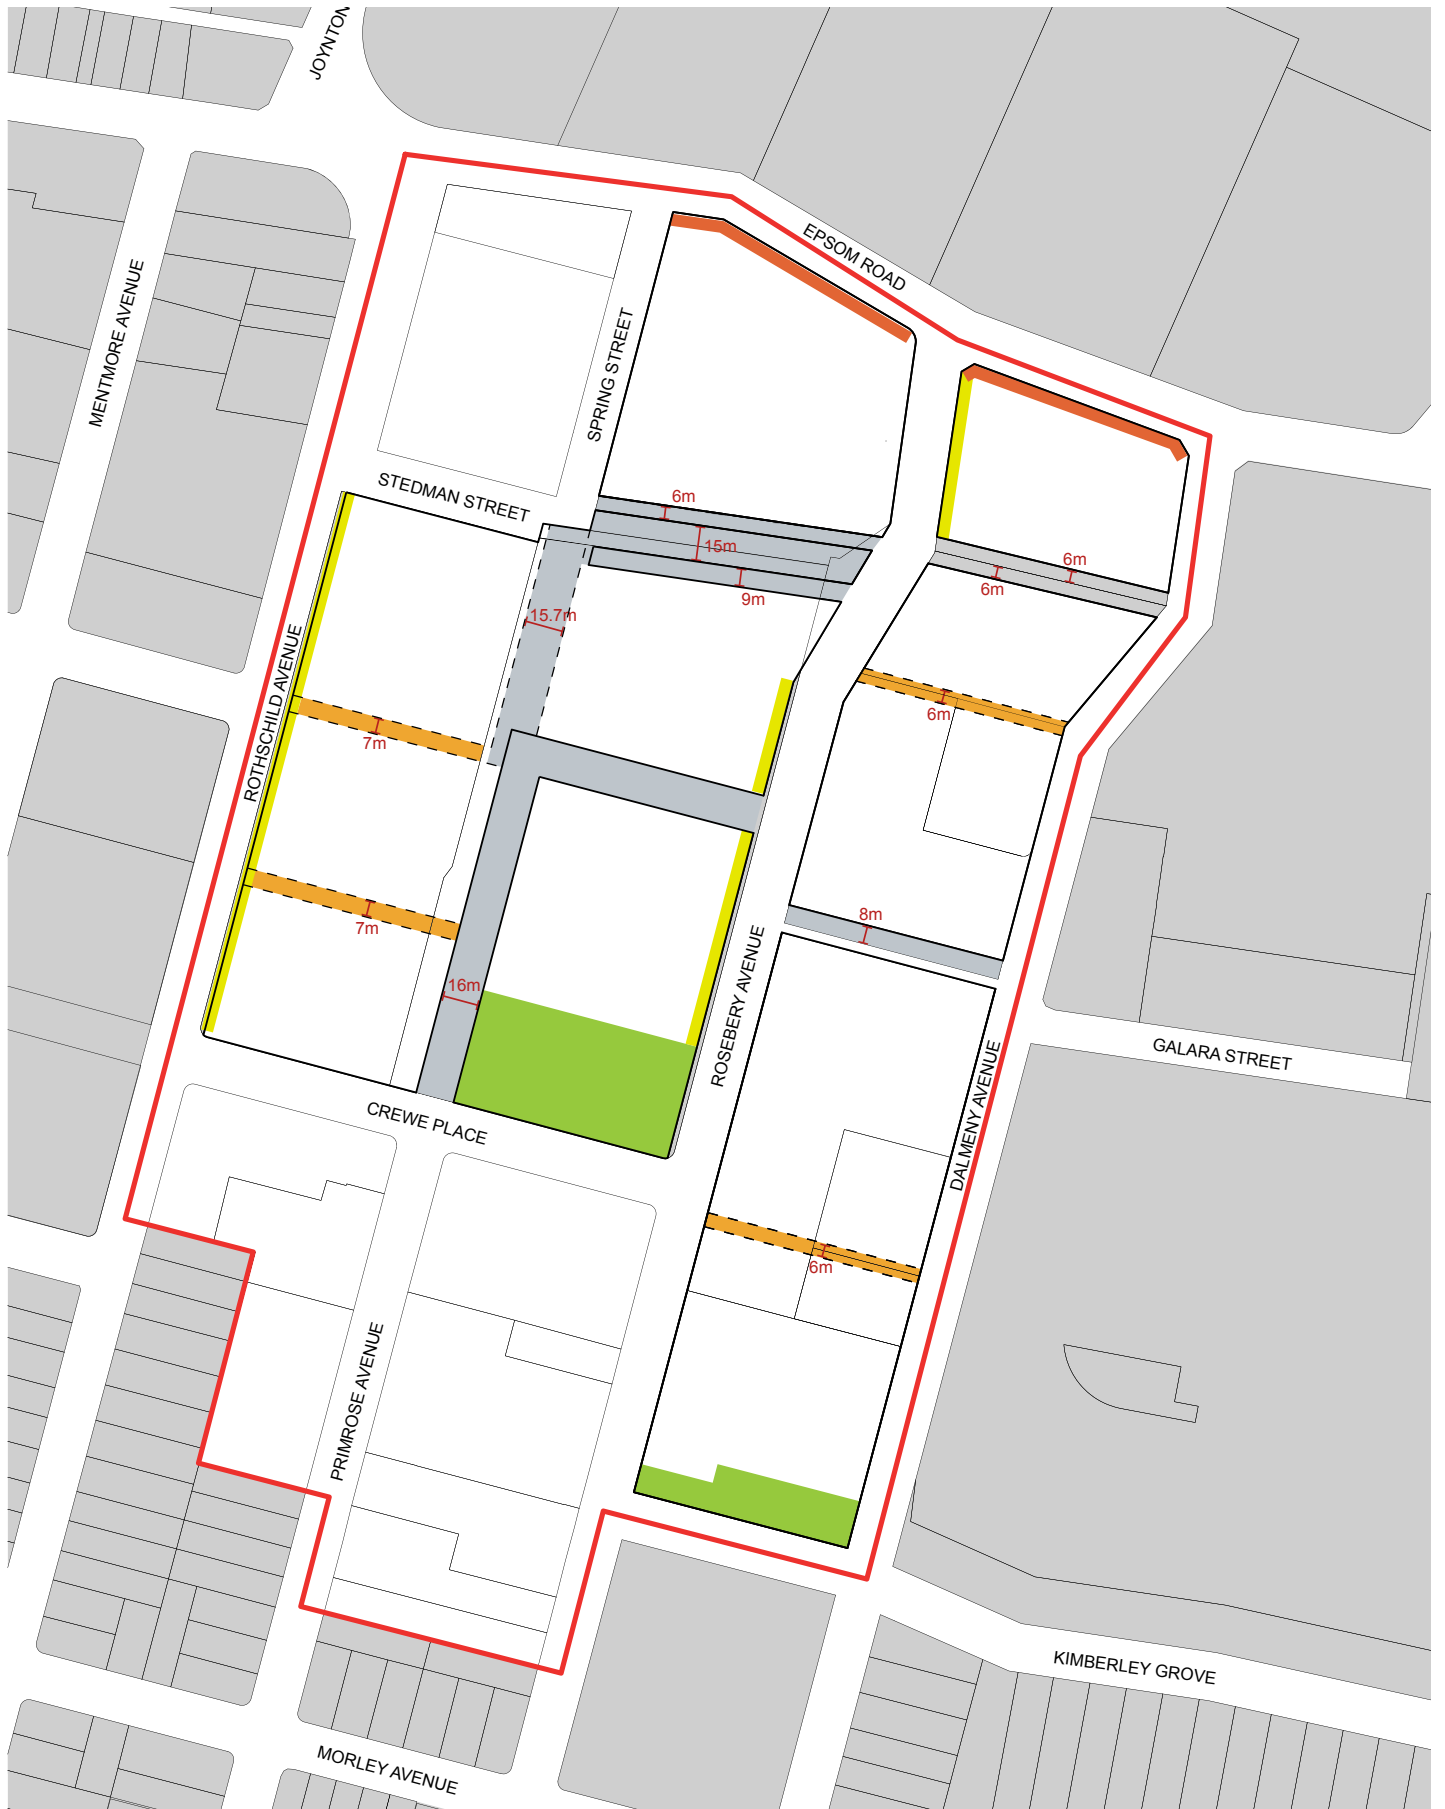 JOYNTON
EPSOM ROAD
MENTMORE AVENUE
SPRING STREET
STEDMAN STREET
6m
15m
9m
6m
6m
15.7m
ROTHSCHILD AVENUE
7m
6m
7m
8m
16m
ROSEBERY AVENUE
GALARA STREET
DALMENY AVENUE
CREWE PLACE
6m
PRIMROSE AVENUE
KIMBERLEY GROVE
MORLEY AVENUE